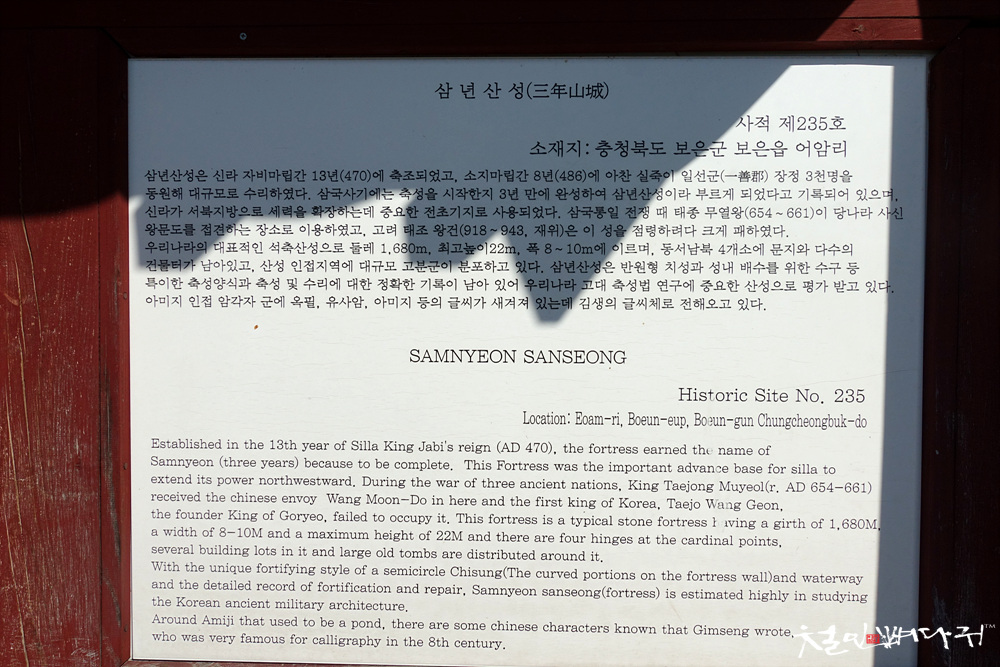 삼 년 산 성(三年山城)
사적 제235호
소재지: 충청북도 보은군 보은읍 어암리
삼년산성은 신라 자비마립간 13년(470)에 축조되었고, 소지마립간 8년(486)에 아찬 실죽이 일선군(一善郡) 장정 3천명을
동원해 대규모로 수리하였다. 삼국사기에는 축성을 시작한지 3년 만에 완성하여 삼년산성이라 부르게 되었다고 기록되어 있으며,
신라가 서북지방으로 세력을 확장하는데 중요한 전초기지로 사용되었다. 삼국통일 전쟁 때 태종 무열왕(654~661)이 당나라 사신
왕문도를 접견하는 장소로 이용하였고, 고려 태조 왕건(918-943, 재위)은 이 성을 점령하려다 크게 패하였다.
우리나라의 대표적인 석축산성으로 둘레 1,680m, 최고높이22m, 폭 8~10m에 이르며, 동서남북 4개소에 문지와 다수의
건물터가 남아있고, 산성 인접지역에 대규모 고분군이 분포하고 있다. 삼년산성은 반원형 치성과 성내 배수를 위한 수구 등
특이한 축성양식과 축성 및 수리에 대한 정확한 기록이 남아 있어 우리나라 고대 축성법 연구에 중요한 산성으로 평가 받고 있다.
아미지 인접 암각자 군에 옥필, 유사암, 아미지 등의 글씨가 새겨져 있는데 김생의 글씨체로 전해오고 있다.
SAMNYEON SANSEONG
Historic Site No. 235
Location: Eoam-ri, Boeun-eup, Boeun-gun Chungcheongbuk-do
Established in the 13th year of Silla King Jabi's reign (AD 470), the fortress earned the name of
Samnyeon (three years) because to be complete. This Fortress was the important advance base for silla to
extend its power northwestward. During the war of three ancient nations, King Taejong Muyeol(r. AD 654-661)
received the chinese envoy Wang Moon-Do in here and the first king of Korea, Taejo Wang Geon,
the founder King of Goryeo, failed to occupy it. This fortress is a typical stone fortress having a girth of 1,680M,
a width of 8-10M and a maximum height of 22M and there are four hinges at the cardinal points,
several building lots in it and large old tombs are distributed around it.
With the unique fortifying style of a semicircle Chisung(The curved portions on the fortress wall)and waterway
and the detailed record of fortification and repair, Samnyeon sanseong(fortress) is estimated highly in studying
the Korean ancient military architecture.
Around Amiji that used to be a pond, there are some chinese characters known that Gimseng wrote,
who was very famous for calligraphy in the 8th century.